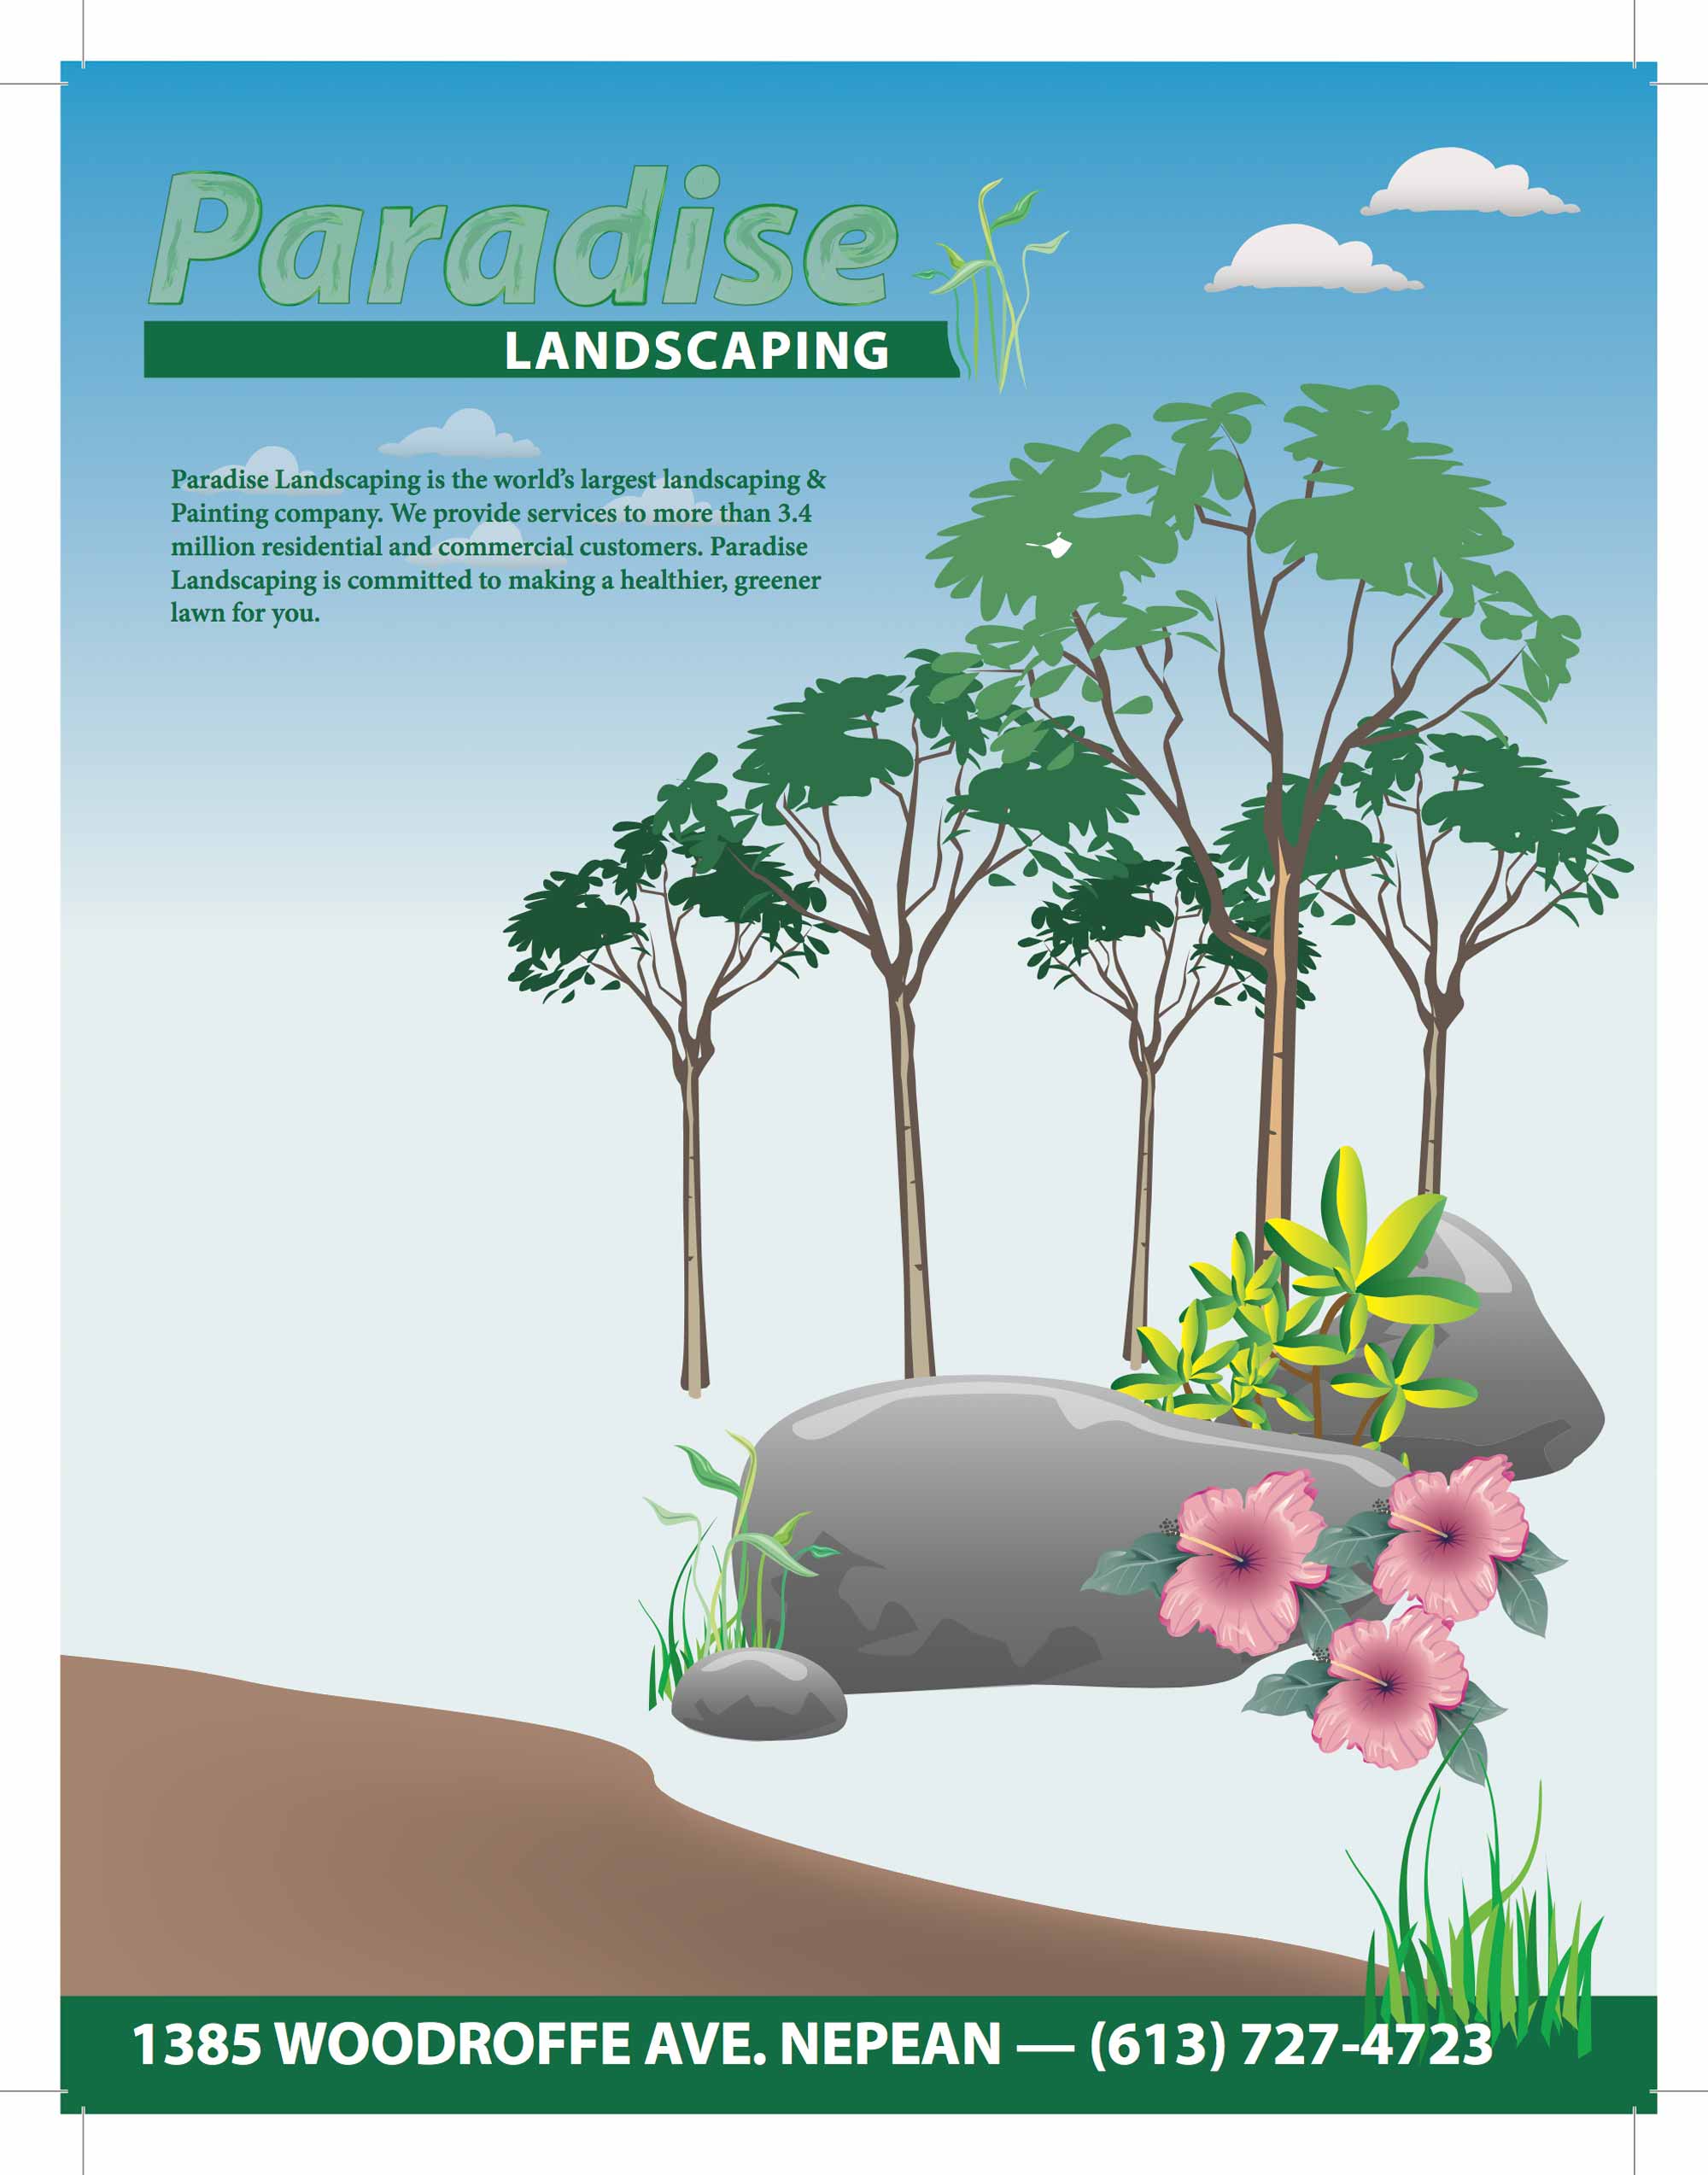 Paradise
LANDSCAPING
Paradise Landscaping is the world’s largest landscaping &
Painting company. We provide services to more than 3.4
million residential and commercial customers. Paradise
Landscaping is committed to making a healthier, greener
lawn for you.
1385 WOODROFFE AVE. NEPEAN — (613) 727-4723